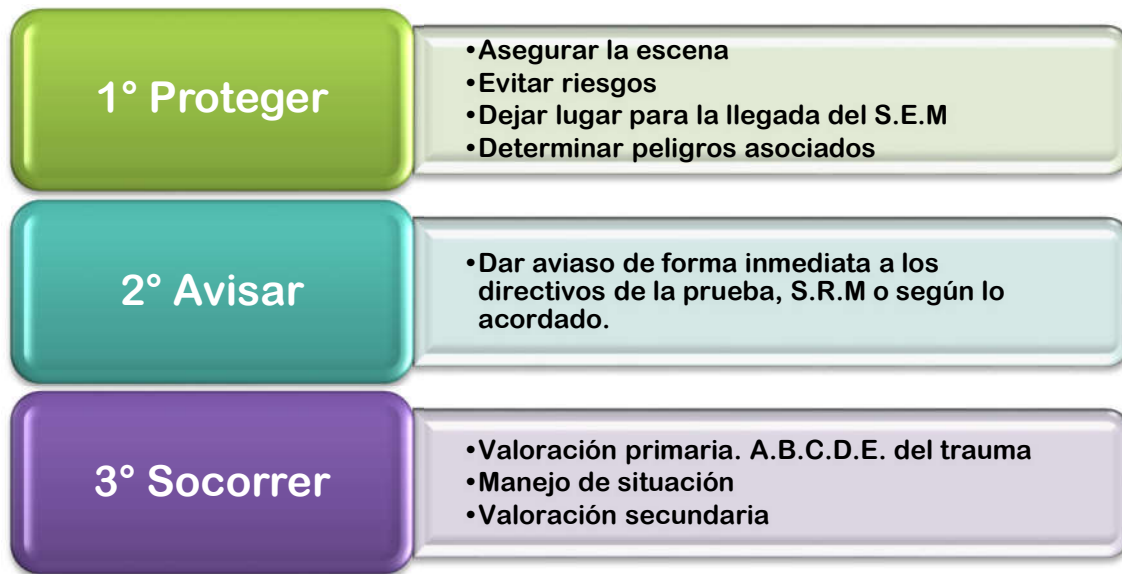 1° Proteger
•Asegurar la escena
•Evitar riesgos
•Dejar lugar para la llegada del S.E.M
•Determinar peligros asociados
2° Avisar
•Dar aviaso de forma inmediata a los
directivos de la prueba, S.R.M o según lo
acordado.
3° Socorrer
•Valoración primaria. A.B.C.D.E. del trauma
•Manejo de situación
•Valoración secundaria